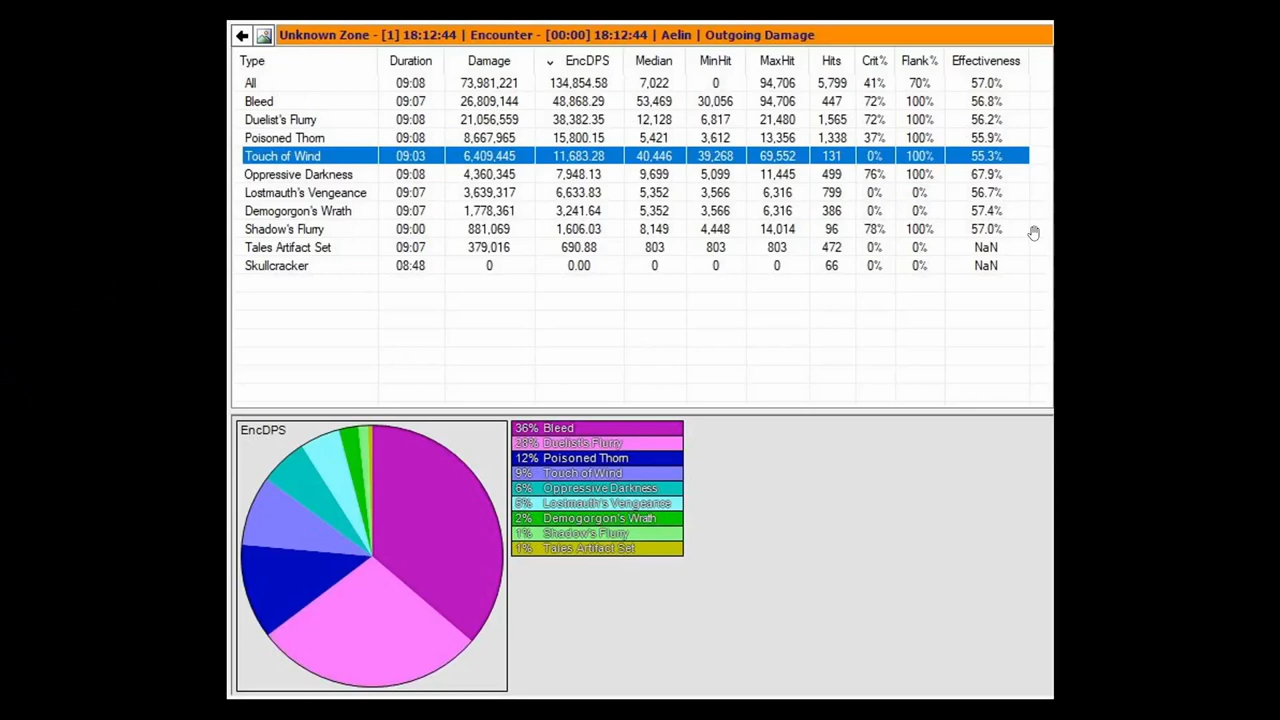 Unknown Zone - [1] 18:12:44 | Encounter - [00:00] 18:12:44 | Aelin | Outgoing Damage
Type Duration Damage EncDPS Median MinHit MaxHit Hits Crit% Flank% Effectiveness
All 09:08 73,981,221 134,854.58 7,022 0 94,706 5,799 41% 70% 57.0%
Bleed 09:07 26,809,144 48,868.29 53,469 30,056 94,706 447 72% 100% 56.8%
Duelist's Flurry 09:08 21,056,559 38,382.35 12,128 6,817 21,480 1,565 72% 100% 56.2%
Poisoned Thorn 09:08 8,667,965 15,800.15 5,421 3,612 13,356 1,338 37% 100% 55.9%
Touch of Wind 09:03 6,409,445 11,683.28 40,446 39,268 69,552 131 0% 100% 55.3%
Oppressive Darkness 09:08 4,360,345 7,948.13 9,699 5,099 11,445 499 76% 100% 67.9%
Lostmauth's Vengeance 09:07 3,639,317 6,633.83 5,352 3,566 6,316 799 0% 0% 56.7%
Demogorgon's Wrath 09:07 1,778,361 3,241.64 5,352 3,566 6,316 386 0% 0% 57.4%
Shadow's Flurry 09:00 881,069 1,606.03 8,149 4,448 14,014 96 78% 100% 57.0%
Tales Artifact Set 09:07 379,016 690.88 803 803 803 472 0% 0% NaN
Skullcracker 08:48 0 0.00 0 0 0 66 0% 0% NaN
EncDPS
36% Bleed
28% Duelist's Flurry
12% Poisoned Thorn
9% Touch of Wind
6% Oppressive Darkness
5% Lostmauth's Vengeance
2% Demogorgon's Wrath
1% Shadow's Flurry
1% Tales Artifact Set